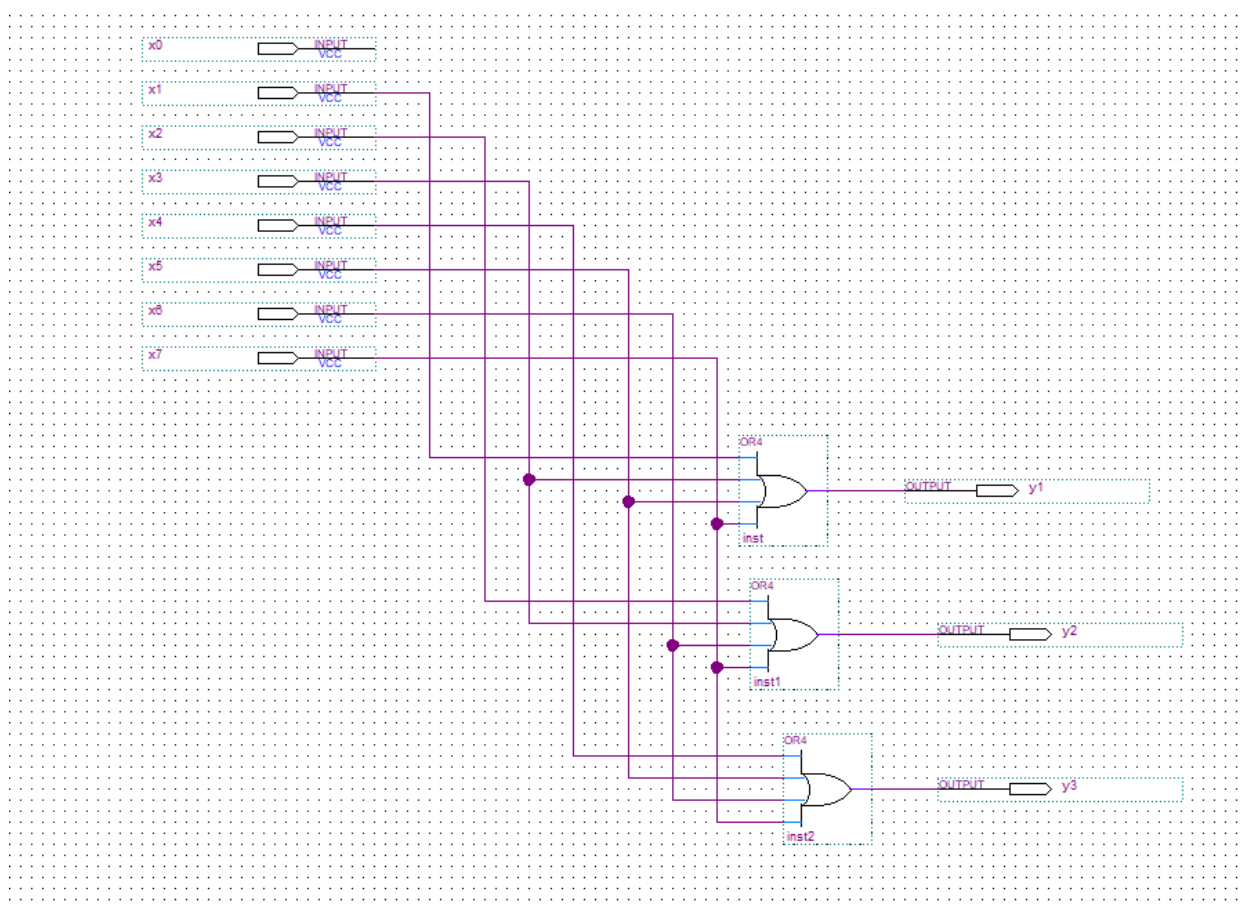 x0 INPUT
VCC
x1 INPUT
VCC
x2 INPUT
VCC
x3 INPUT
VCC
x4 INPUT
VCC
x5 INPUT
VCC
x6 INPUT
VCC
x7 INPUT
VCC
OR4
OUTPUT y1
inst
OR4
OUTPUT y2
inst1
OR4
OUTPUT y3
inst2